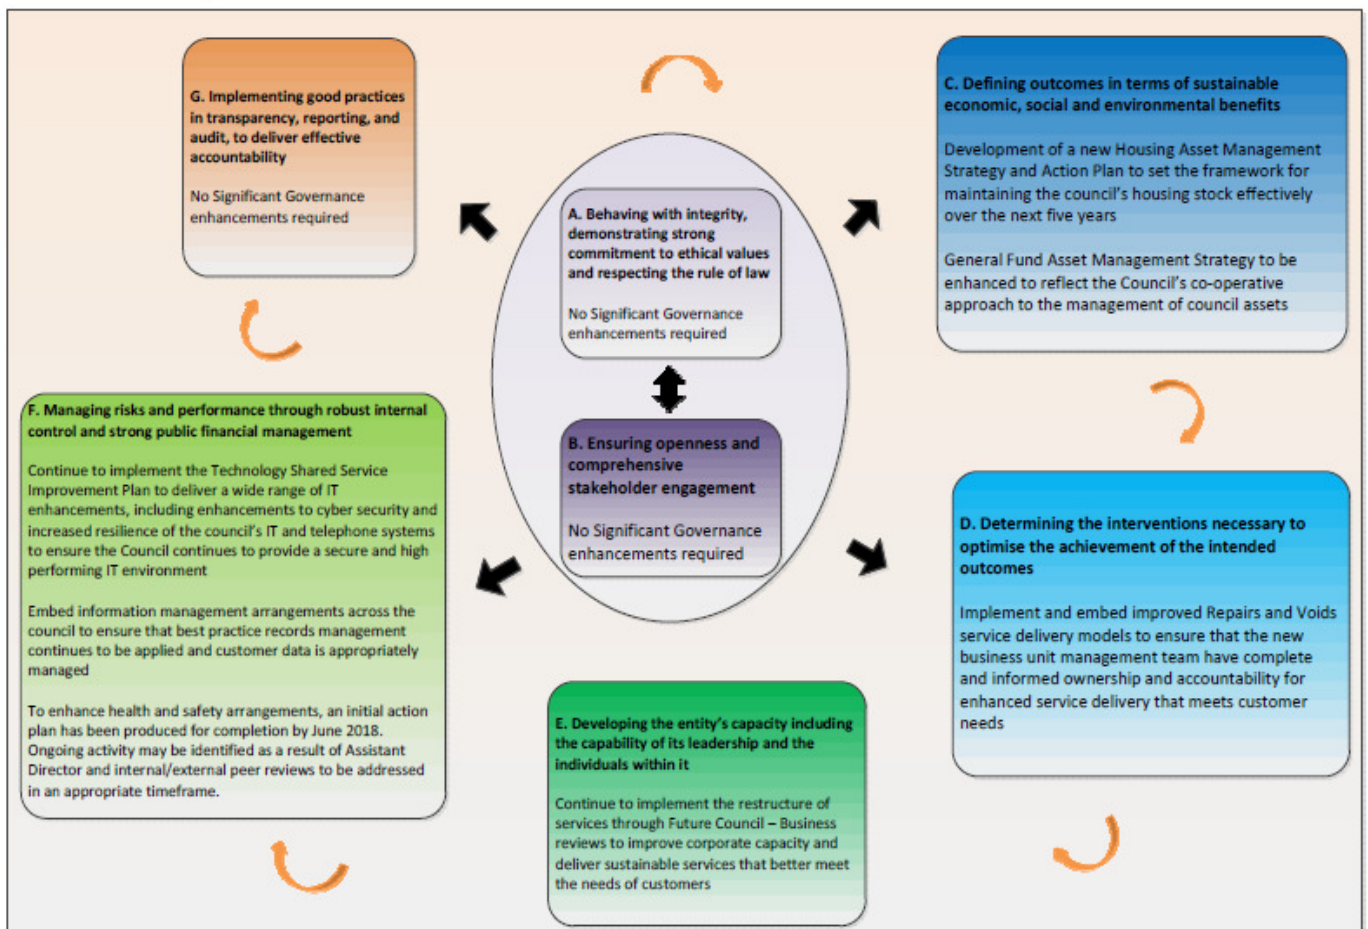 G. Implementing good practices
in transparency, reporting, and
audit, to deliver effective
accountability
No Significant Governance
enhancements required
A. Behaving with integrity,
demonstrating strong
commitment to ethical values
and respecting the rule of law
No Significant Governance
enhancements required
B. Ensuring openness and
comprehensive
stakeholder engagement
No Significant Governance
enhancements required
C. Defining outcomes in terms of sustainable
economic, social and environmental benefits
Development of a new Housing Asset Management
Strategy and Action Plan to set the framework for
maintaining the council’s housing stock effectively
over the next five years
General Fund Asset Management Strategy to be
enhanced to reflect the Council’s co-operative
approach to the management of council assets
D. Determining the interventions necessary to
optimise the achievement of the intended
outcomes
Implement and embed improved Repairs and Voids
service delivery models to ensure that the new
business unit management team have complete
and informed ownership and accountability for
enhanced service delivery that meets customer
needs
E. Developing the entity’s capacity including
the capability of its leadership and the
individuals within it
Continue to implement the restructure of
services through Future Council – Business
reviews to improve corporate capacity and
deliver sustainable services that better meet
the needs of customers
F. Managing risks and performance through robust internal
control and strong public financial management
Continue to implement the Technology Shared Service
Improvement Plan to deliver a wide range of IT
enhancements, including enhancements to cyber security and
increased resilience of the council’s IT and telephone systems
to ensure the Council continues to provide a secure and high
performing IT environment
Embed information management arrangements across the
council to ensure that best practice records management
continues to be applied and customer data is appropriately
managed
To enhance health and safety arrangements, an initial action
plan has been produced for completion by June 2018.
Ongoing activity may be identified as a result of Assistant
Director and internal/external peer reviews to be addressed
in an appropriate timeframe.